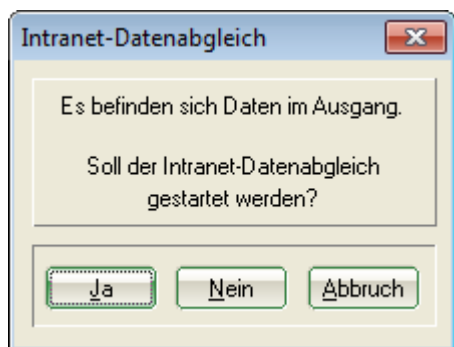 Intranet-Datenabgleich
Es befinden sich Daten im Ausgang.
Soll der Intranet-Datenabgleich
gestartet werden?
Ja
Nein
Abbruch